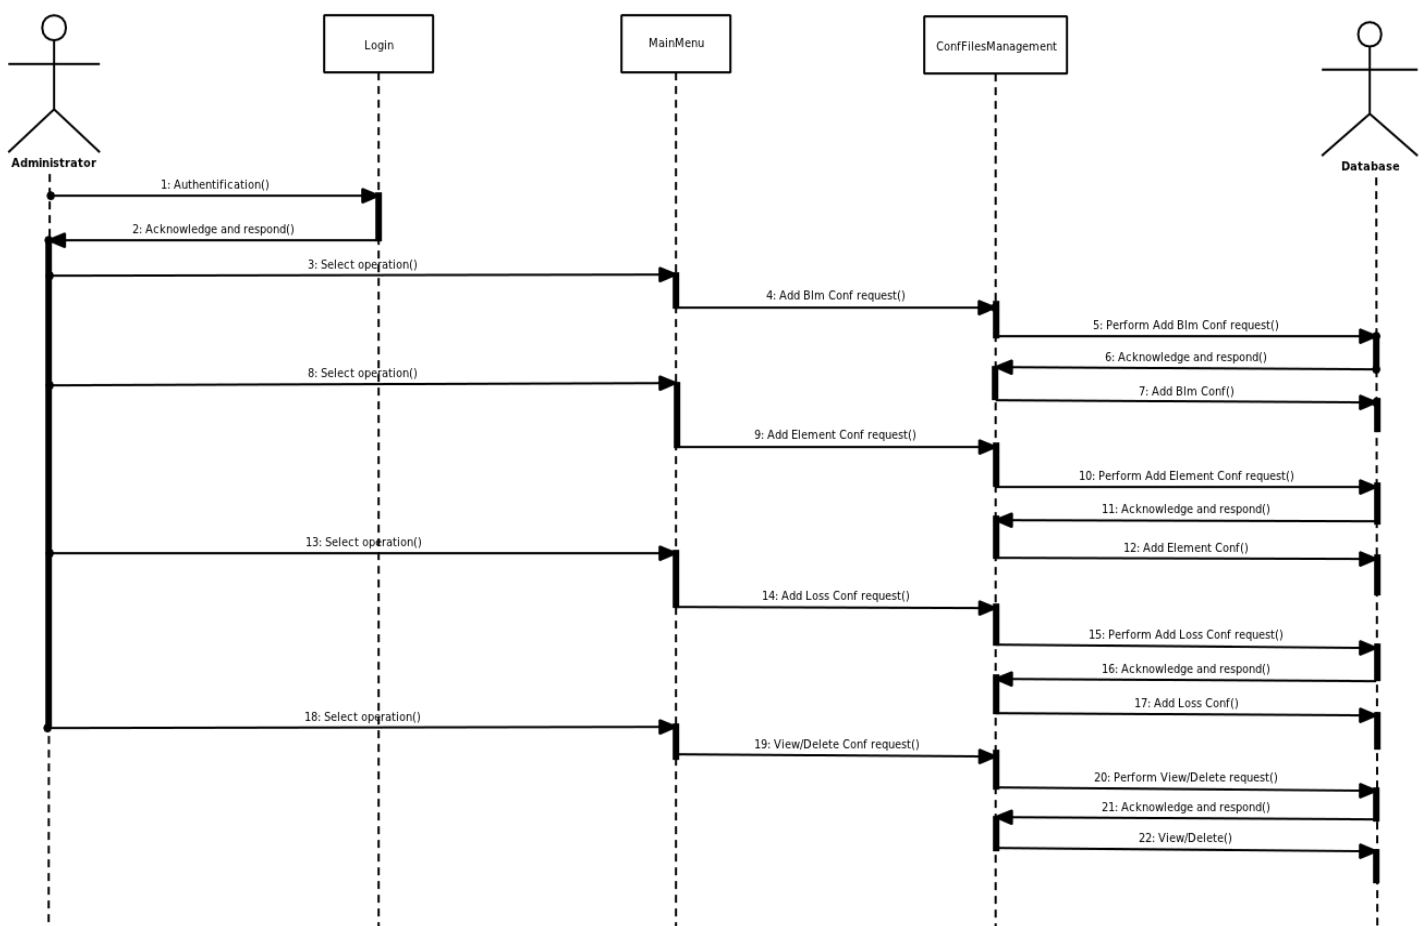 Login
MainMenu
ConfFilesManagement
Administrator
Database
1: Authentification()
2: Acknowledge and respond()
3: Select operation()
4: Add Blm Conf request()
5: Perform Add Blm Conf request()
6: Acknowledge and respond()
8: Select operation()
7: Add Blm Conf()
9: Add Element Conf request()
10: Perform Add Element Conf request()
11: Acknowledge and respond()
13: Select operation()
12: Add Element Conf()
14: Add Loss Conf request()
15: Perform Add Loss Conf request()
16: Acknowledge and respond()
17: Add Loss Conf()
18: Select operation()
19: View/Delete Conf request()
20: Perform View/Delete request()
21: Acknowledge and respond()
22: View/Delete()